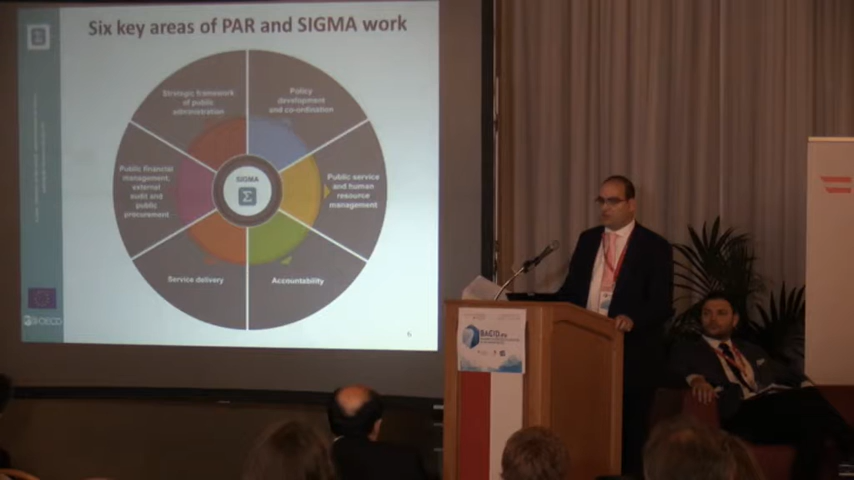 Six key areas of PAR and SIGMA work
Strategic framework
of public
administration
Policy
development
and co-ordination
Public financial
management,
external
audit and
public
procurement
SIGMA
Σ
Public service
and human
resource
management
Service delivery
Accountability
OECD
6